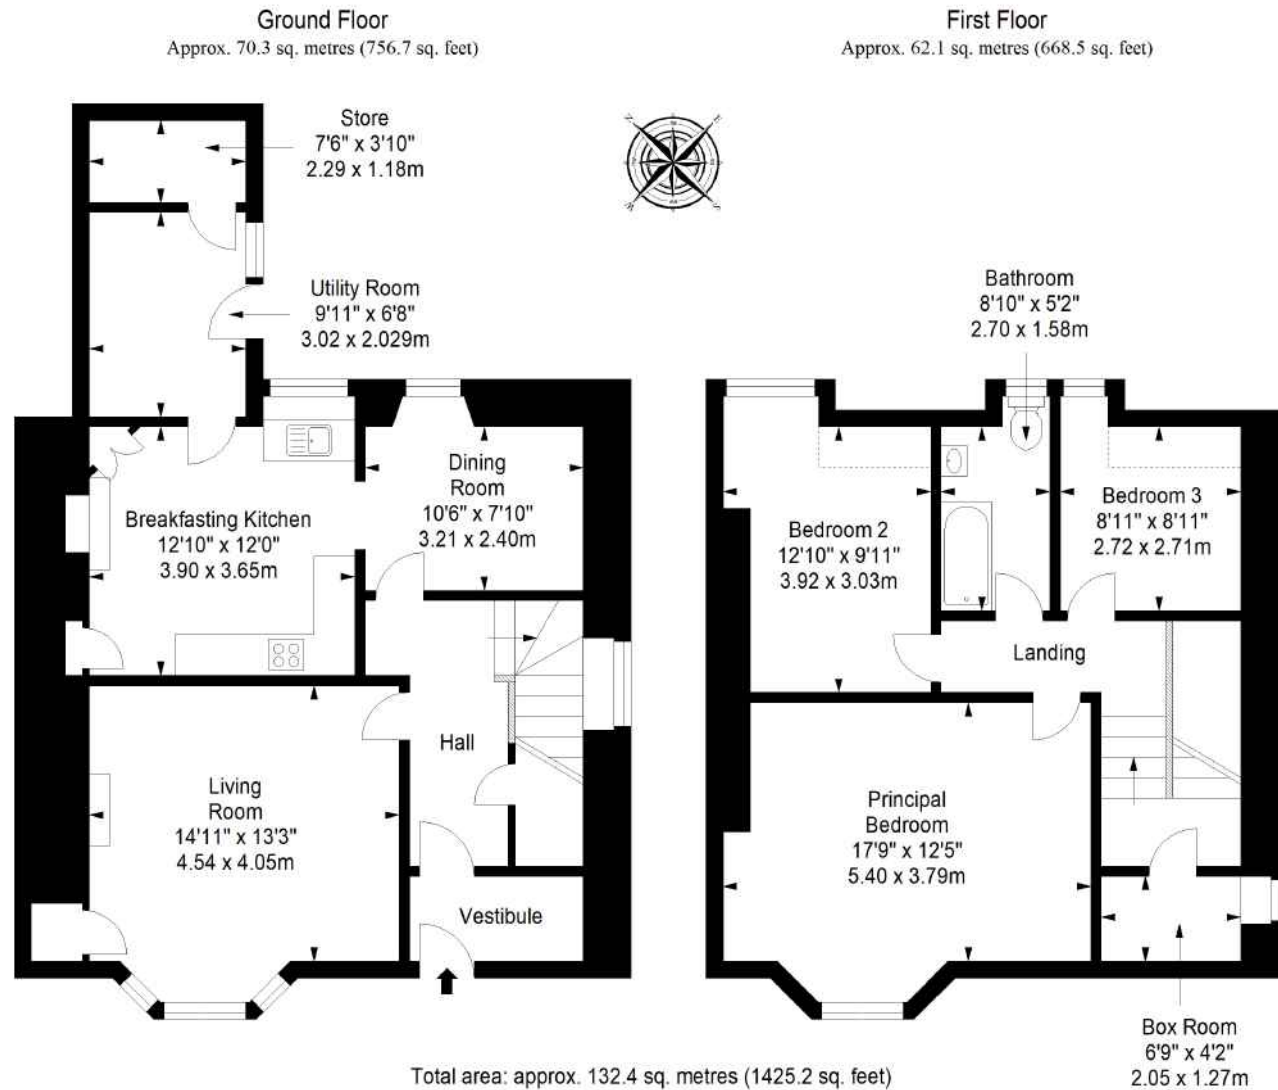 Ground Floor
Approx. 70.3 sq. metres (756.7 sq. feet)
First Floor
Approx. 62.1 sq. metres (668.5 sq. feet)
Store
7'6" x 3'10"
2.29 x 1.18m
Utility Room
9'11" x 6'8"
3.02 x 2.029m
Breakfasting Kitchen
12'10" x 12'0"
3.90 x 3.65m
Dining
Room
10'6" x 7'10"
3.21 x 2.40m
Living
Room
14'11" x 13'3"
4.54 x 4.05m
Hall
Vestibule
Bathroom
8'10" x 5'2"
2.70 x 1.58m
Bedroom 2
12'10" x 9'11"
3.92 x 3.03m
Bedroom 3
8'11" x 8'11"
2.72 x 2.71m
Landing
Principal
Bedroom
17'9" x 12'5"
5.40 x 3.79m
Box Room
6'9" x 4'2"
2.05 x 1.27m
Total area: approx. 132.4 sq. metres (1425.2 sq. feet)